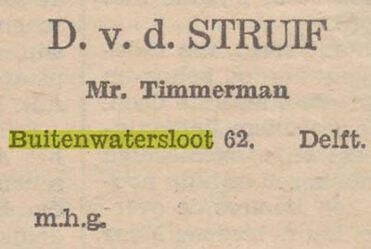 D. v. d. STRUIF
Mr. Timmerman
Buitenwatersloot 62. Delft.
m.h.g.